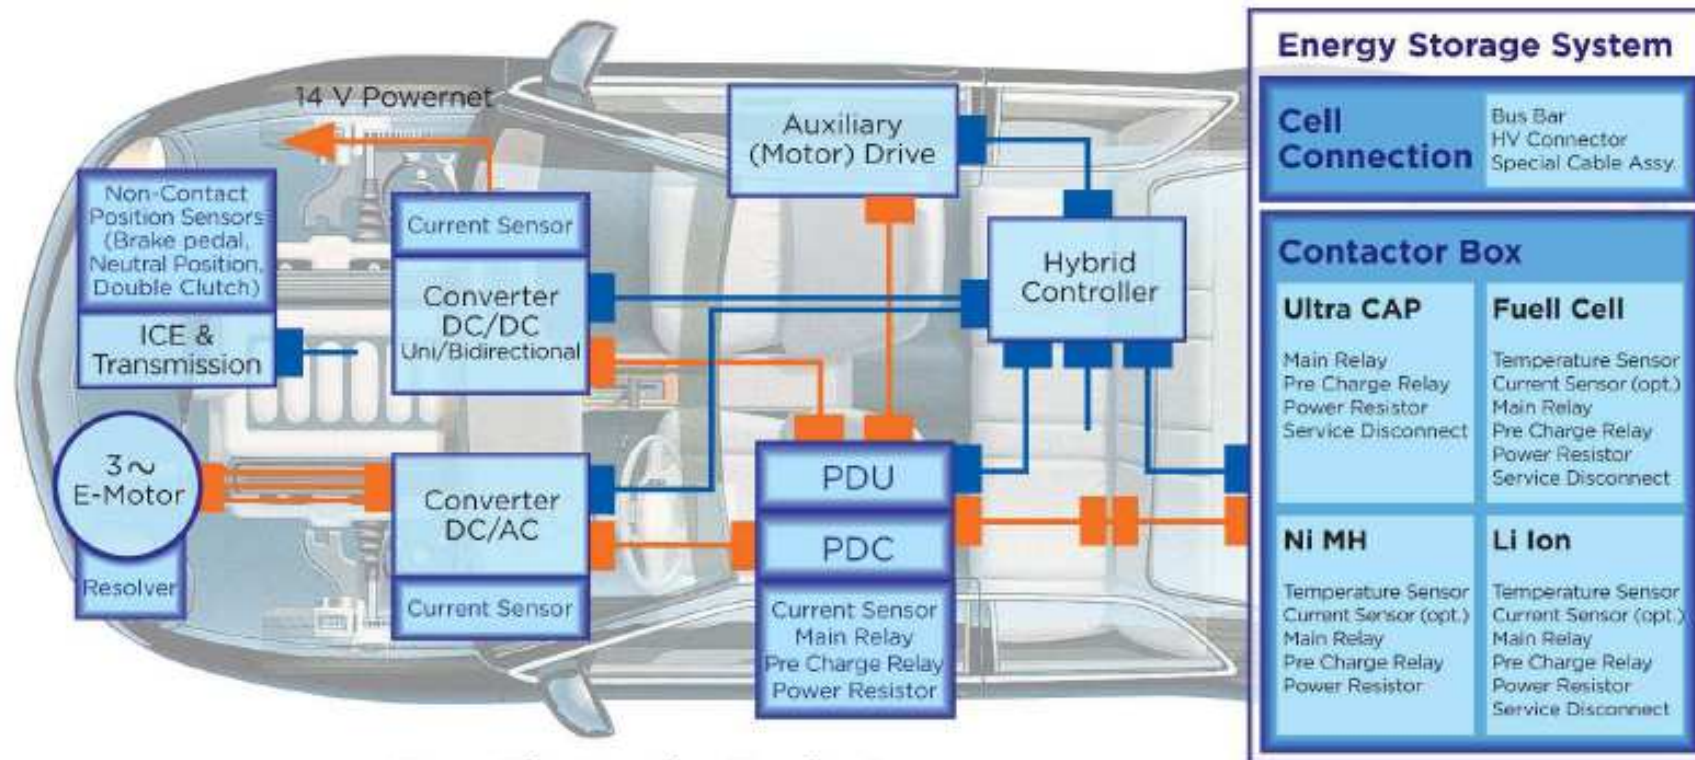 14 V Powernet
Non-Contact
Position Sensors
(Brake pedal,
Neutral Position,
Double Clutch)
ICE &
Transmission
3~
E-Motor
Resolver
Current Sensor
Converter
DC/DC
Uni/Bidirectional
Converter
DC/AC
Current Sensor
Auxiliary
(Motor) Drive
Hybrid
Controller
PDU
PDC
Current Sensor
Main Relay
Pre Charge Relay
Power Resistor
Energy Storage System
Cell
Connection
Bus Bar
HV Connector
Special Cable Assy.
Contactor Box
Ultra CAP
Main Relay
Pre Charge Relay
Power Resistor
Service Disconnect
Fuell Cell
Temperature Sensor
Current Sensor (opt.)
Main Relay
Pre Charge Relay
Power Resistor
Service Disconnect
Ni MH
Temperature Sensor
Current Sensor (opt.)
Main Relay
Pre Charge Relay
Power Resistor
Li Ion
Temperature Sensor
Current Sensor (opt.)
Main Relay
Pre Charge Relay
Power Resistor
Service Disconnect